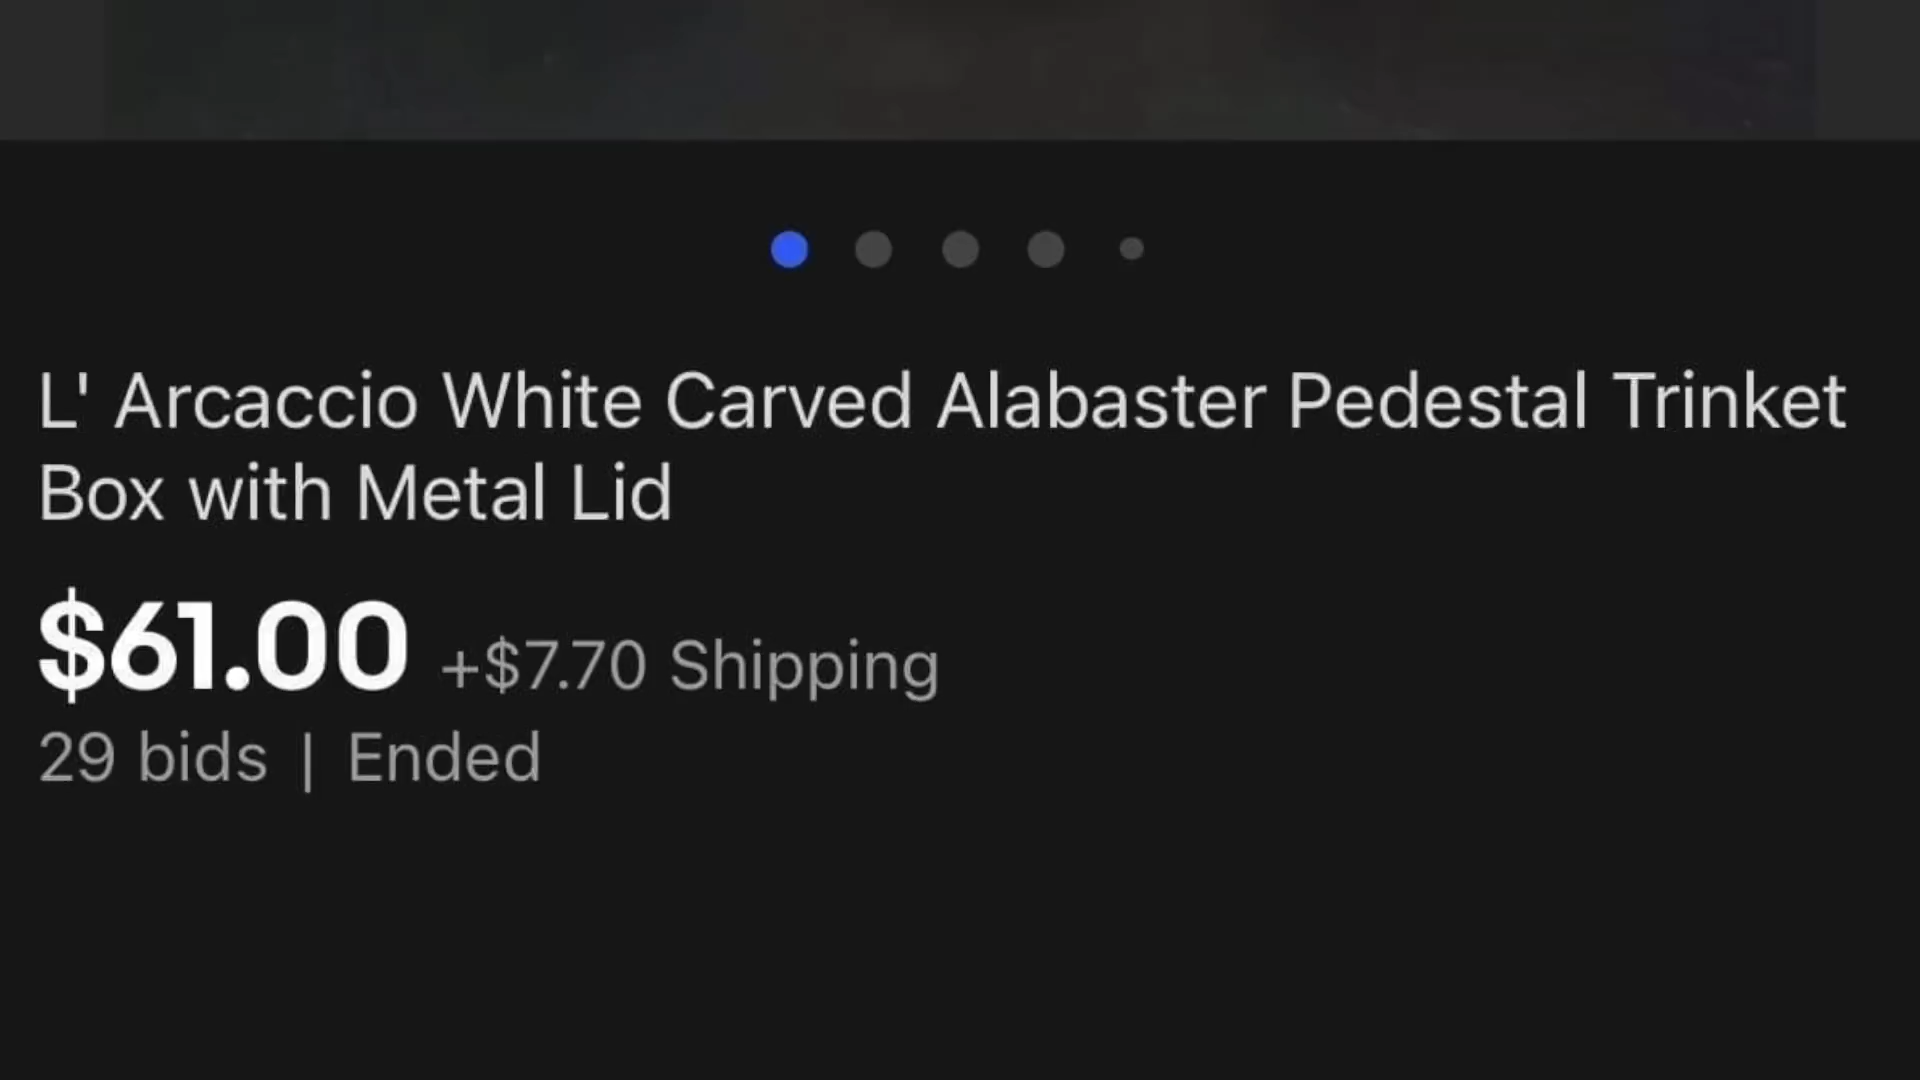 L' Arcaccio White Carved Alabaster Pedestal Trinket
Box with Metal Lid
$61.00 +$7.70 Shipping
29 bids | Ended